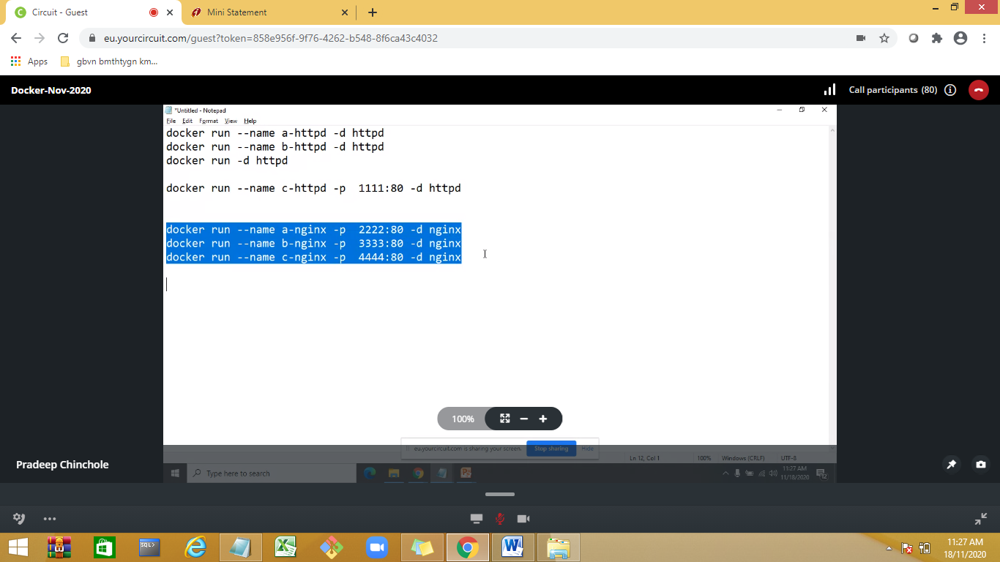 Circuit - Guest
Mini Statement
eu.yourcircuit.com/guest?token=858e956f-9f76-4262-b548-8f6ca43c4032
Apps
gbvn bmthtygn km...
Docker-Nov-2020
Call participants (80)
*Untitled - Notepad
File Edit Format View Help
docker run --name a-httpd -d httpd
docker run --name b-httpd -d httpd
docker run -d httpd
docker run --name c-httpd -p  1111:80 -d httpd
docker run --name a-nginx -p  2222:80 -d nginx
docker run --name b-nginx -p  3333:80 -d nginx
docker run --name c-nginx -p  4444:80 -d nginx
100%
eu.yourcircuit.com is sharing your screen.
Stop sharing
Hide
Ln 12, Col 1
100%
Windows (CRLF)
UTF-8
Pradeep Chinchole
Type here to search
11:27 AM
11/18/2020
SQL>
11:27 AM
18/11/2020